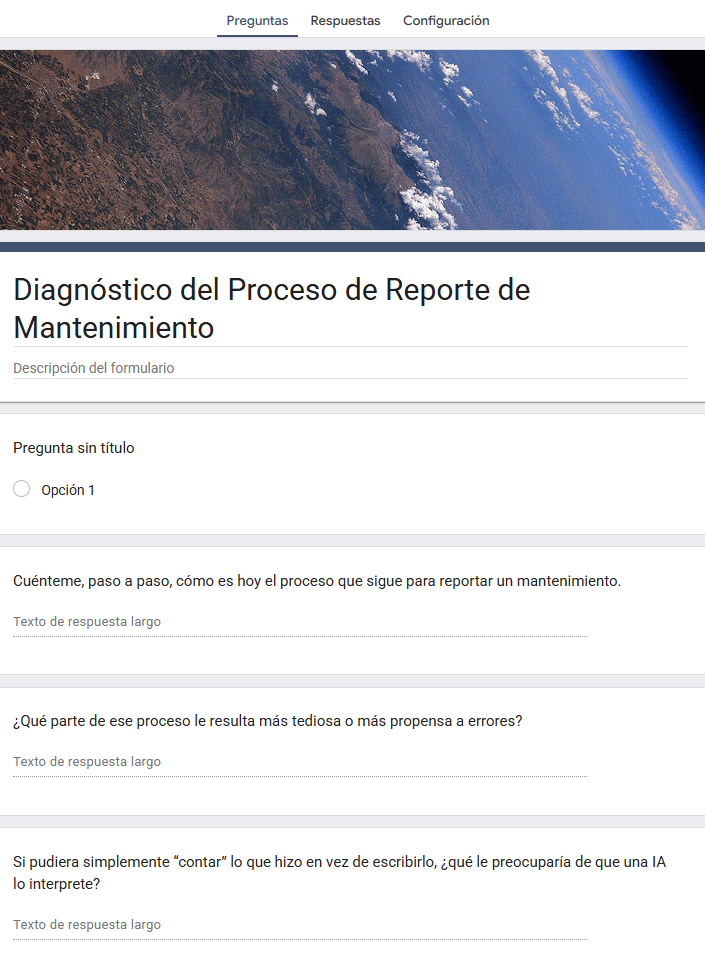 Preguntas Respuestas Configuración
Diagnóstico del Proceso de Reporte de
Mantenimiento
Descripción del formulario
Pregunta sin título
Opción 1
Cuénteme, paso a paso, cómo es hoy el proceso que sigue para reportar un mantenimiento.
Texto de respuesta largo
¿Qué parte de ese proceso le resulta más tediosa o más propensa a errores?
Texto de respuesta largo
Si pudiera simplemente “contar” lo que hizo en vez de escribirlo, ¿qué le preocuparía de que una IA
lo interprete?
Texto de respuesta largo